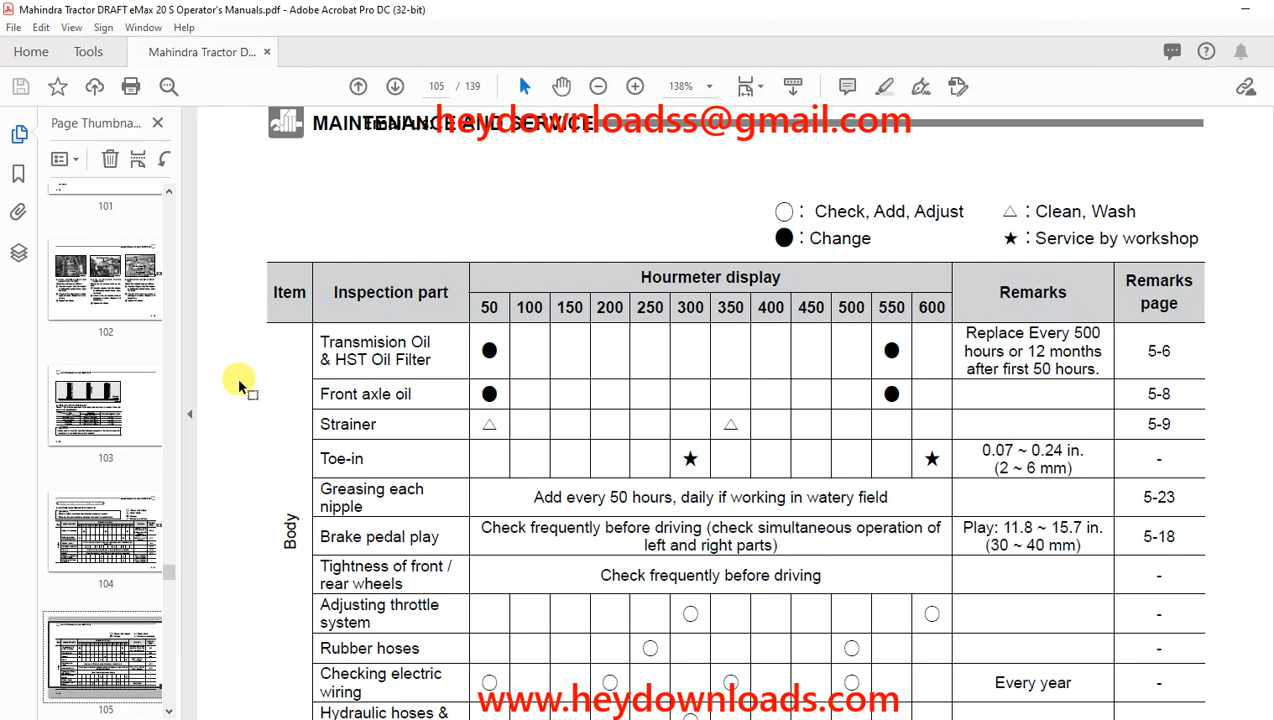 Mahindra Tractor DRAFT eMax 20 S Operator's Manuals.pdf - Adobe Acrobat Pro DC (32-bit)
File Edit View Sign Window Help
Home Tools Mahindra Tractor D... ×
105 / 139 138%
Page Thumbna...
101
102
103
104
105
MAINTENANCE AND SERVICE
heydownloadss@gmail.com
○ : Check, Add, Adjust △ : Clean, Wash
● : Change ★ : Service by workshop
Item Inspection part Hourmeter display Remarks Remarks page
50 100 150 200 250 300 350 400 450 500 550 600
Body
Transmision Oil
& HST Oil Filter
● ●
Replace Every 500
hours or 12 months
after first 50 hours.
5-6
Front axle oil ● ● 5-8
Strainer △ △ 5-9
Toe-in ★ ★
0.07 ~ 0.24 in.
(2 ~ 6 mm)
-
Greasing each
nipple
Add every 50 hours, daily if working in watery field
5-23
Brake pedal play
Check frequently before driving (check simultaneous operation of
left and right parts)
Play: 11.8 ~ 15.7 in.
(30 ~ 40 mm)
5-18
Tightness of front /
rear wheels
Check frequently before driving
-
Adjusting throttle
system
○ ○ -
Rubber hoses ○ ○ -
Checking electric
wiring
○ ○ ○ ○ Every year -
Hydraulic hoses &
www.heydownloads.com